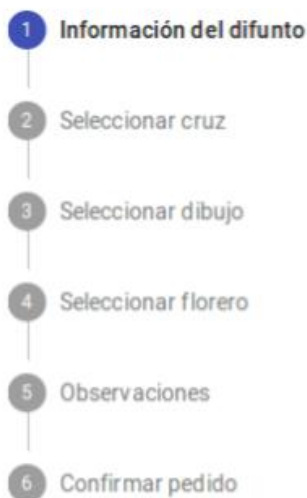 1 Información del difunto
2 Seleccionar cruz
3 Seleccionar dibujo
4 Seleccionar florero
5 Observaciones
6 Confirmar pedido